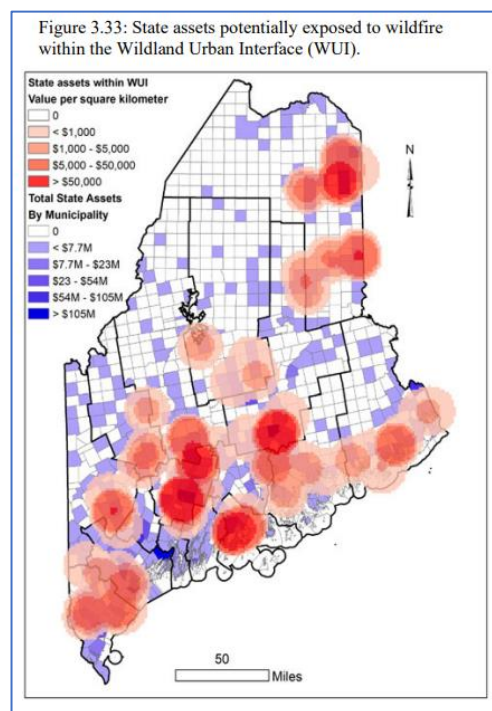 Figure 3.33: State assets potentially exposed to wildfire
within the Wildland Urban Interface (WUI).
State assets within WUI
Value per square kilometer
0
< $1,000
$1,000 - $5,000
$5,000 - $50,000
> $50,000
Total State Assets
By Municipality
0
< $7.7M
$7.7M - $23M
$23 - $54M
$54M - $105M
> $105M
N
50
Miles